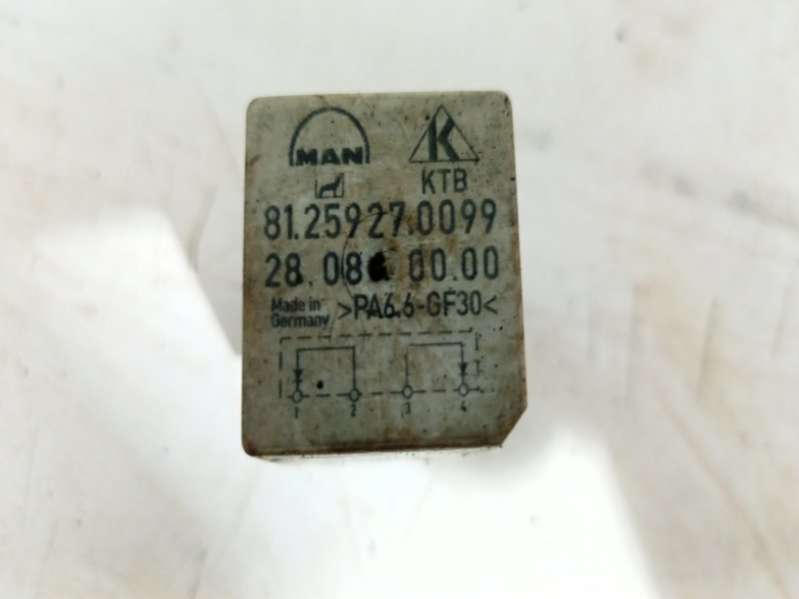 MAN K
KTB
81.25927.0099
28.08 00.00
Made in
Germany >PA6.6-GF30<
1 2 3 4